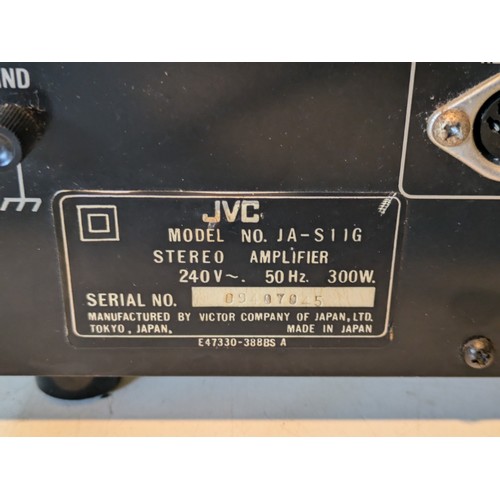 JVC
MODEL NO. JA-S11G
STEREO AMPLIFIER
240V~. 50Hz. 300W.
SERIAL NO.
MANUFACTURED BY VICTOR COMPANY OF JAPAN, LTD.
TOKYO, JAPAN. MADE IN JAPAN
E47330-388BS A